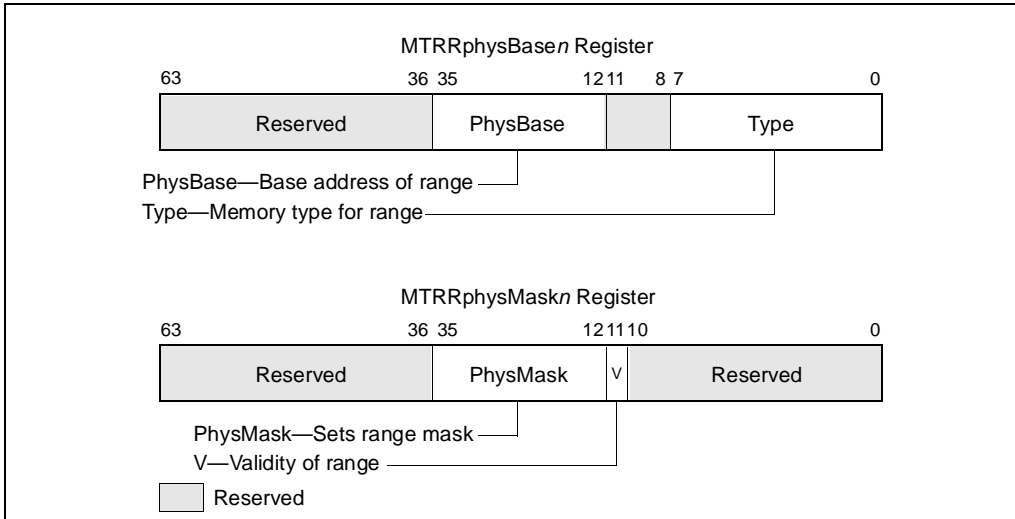 MTRRphysBasen Register
63 36 35 12 11 8 7 0
Reserved PhysBase Type
PhysBase—Base address of range
Type—Memory type for range
MTRRphysMaskn Register
63 36 35 12 11 10 0
Reserved PhysMask V Reserved
PhysMask—Sets range mask
V—Validity of range
Reserved